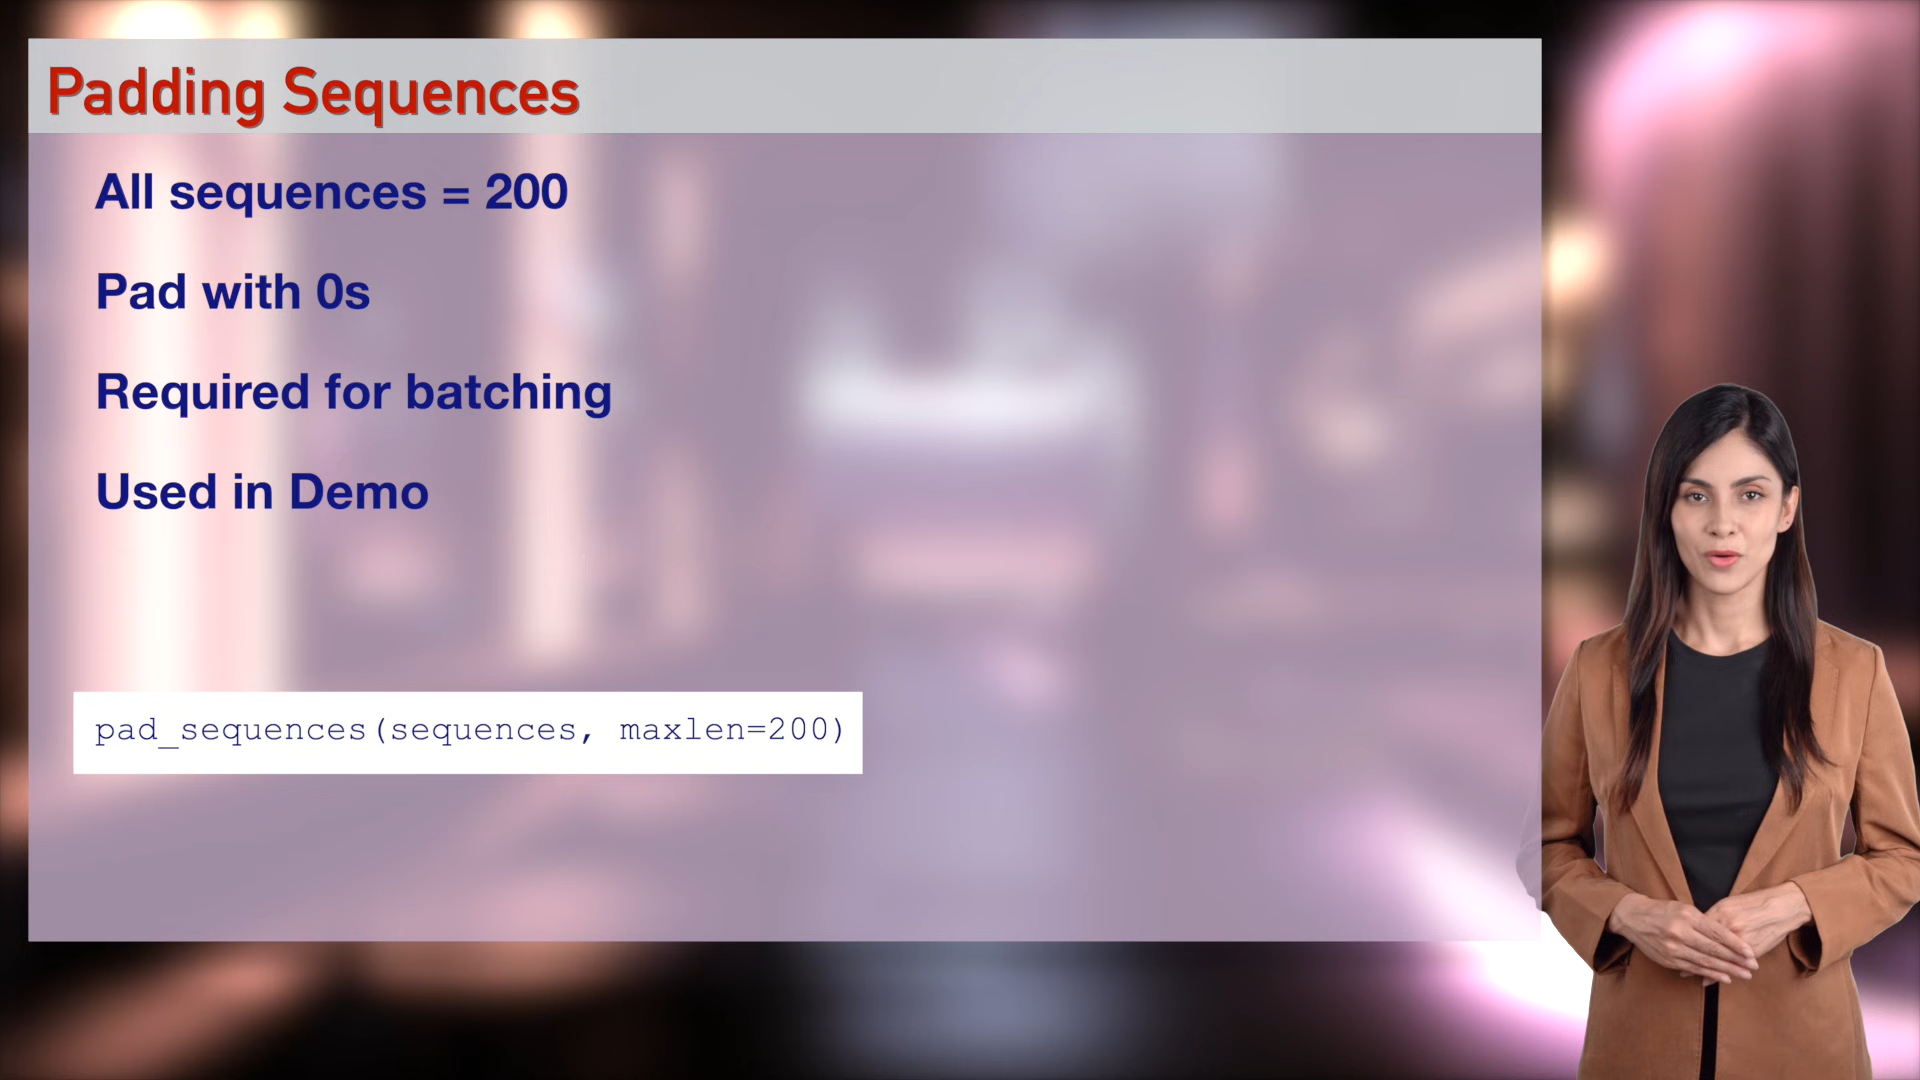 Padding Sequences
All sequences = 200
Pad with 0s
Required for batching
Used in Demo
pad_sequences(sequences, maxlen=200)